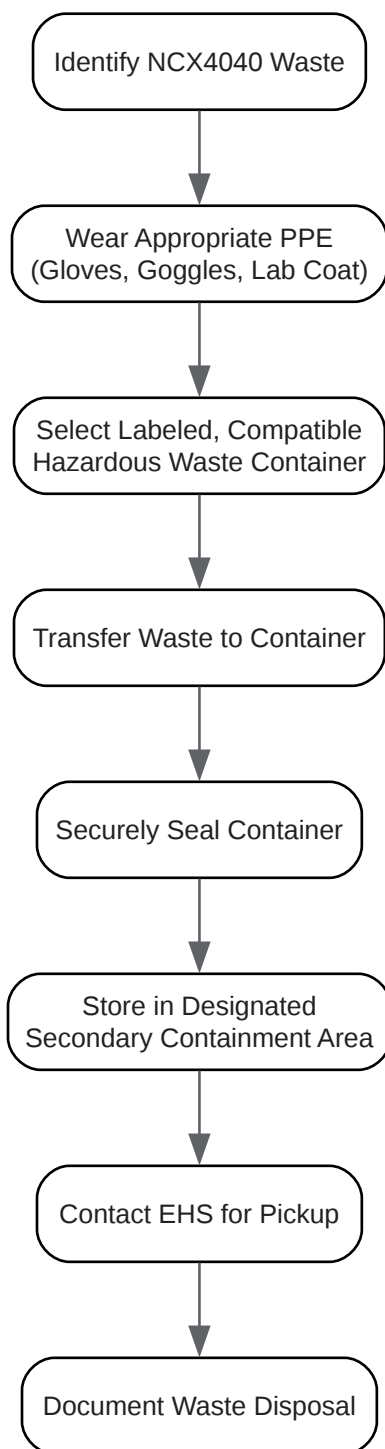 Identify NCX4040 Waste
Wear Appropriate PPE
(Gloves, Goggles, Lab Coat)
Select Labeled, Compatible
Hazardous Waste Container
Transfer Waste to Container
Securely Seal Container
Store in Designated
Secondary Containment Area
Contact EHS for Pickup
Document Waste Disposal